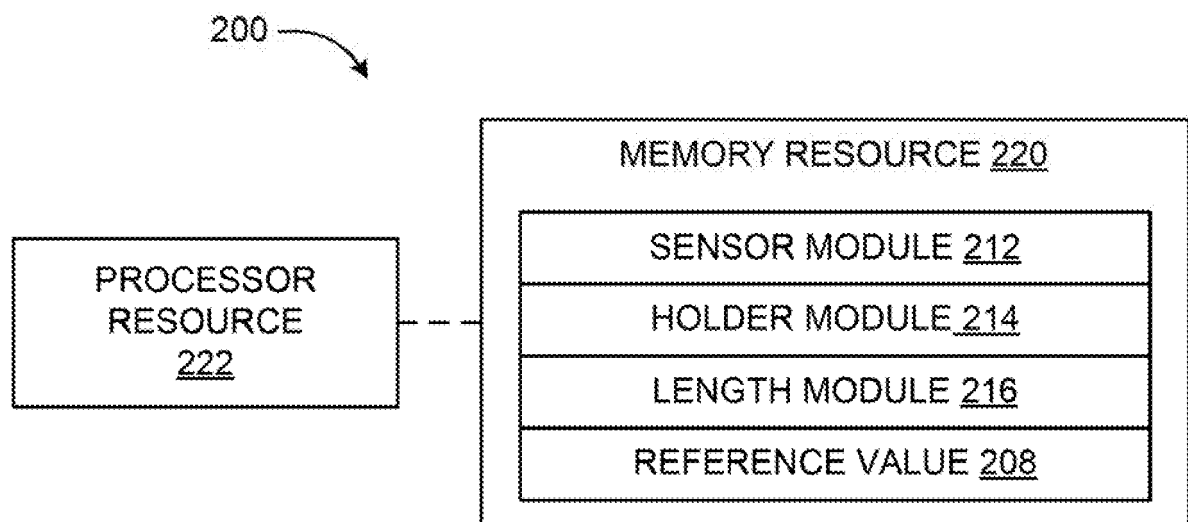 200
MEMORY RESOURCE 220
PROCESSOR
RESOURCE
222
SENSOR MODULE 212
HOLDER MODULE 214
LENGTH MODULE 216
REFERENCE VALUE 208